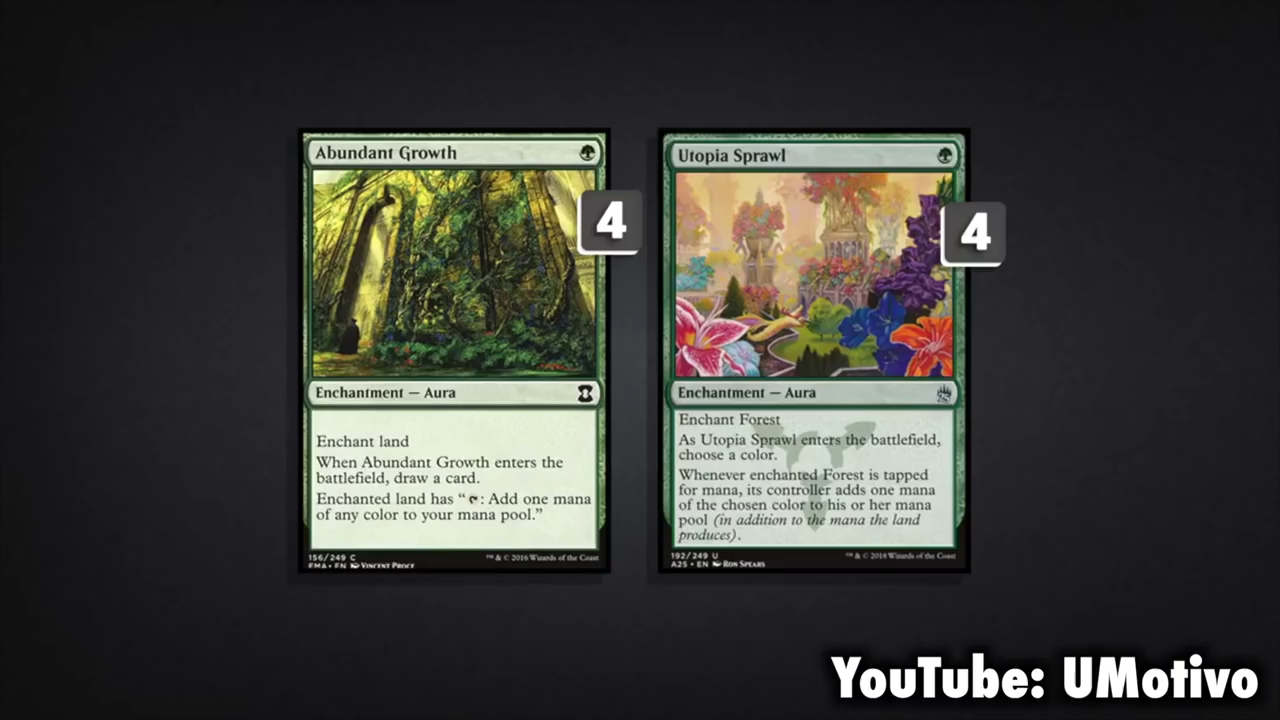 Abundant Growth
4
Enchantment — Aura
Enchant land
When Abundant Growth enters the
battlefield, draw a card.
Enchanted land has “: Add one mana
of any color to your mana pool.”
156/249 C
™ & © 2016 Wizards of the Coast
EMA • EN VINCENT PROCE
Utopia Sprawl
4
Enchantment — Aura
Enchant Forest
As Utopia Sprawl enters the battlefield,
choose a color.
Whenever enchanted Forest is tapped
for mana, its controller adds one mana
of the chosen color to his or her mana
pool (in addition to the mana the land
produces).
192/249 U
™ & © 2018 Wizards of the Coast
A25 • EN RON SPEARS
YouTube: UMotivo